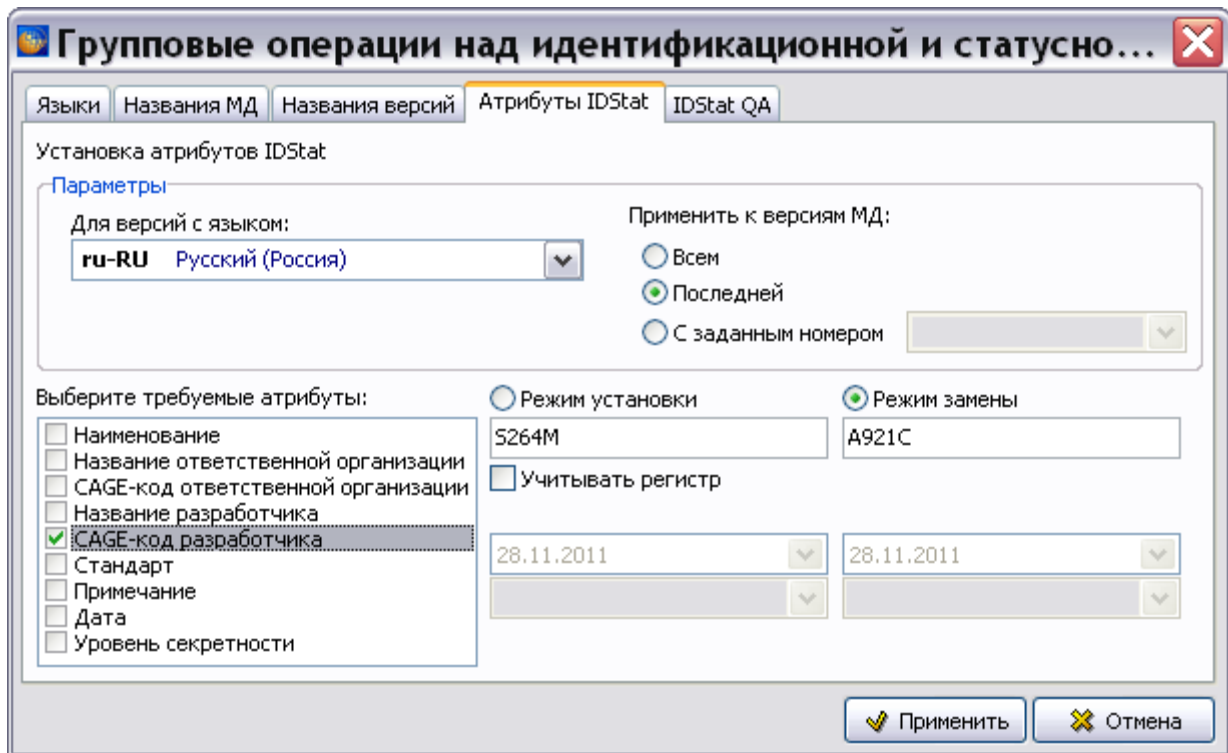 Групповые операции над идентификационной и статусно...
Языки Названия МД Названия версий Атрибуты IDStat IDStat QA
Установка атрибутов IDStat
Параметры
Для версий с языком:
ru-RU Русский (Россия)
Применить к версиям МД:
Всем
Последней
С заданным номером
Выберите требуемые атрибуты:
Наименование
Название ответственной организации
CAGE-код ответственной организации
Название разработчика
CAGE-код разработчика
Стандарт
Примечание
Дата
Уровень секретности
Режим установки
S264M
Учитывать регистр
28.11.2011
Режим замены
A921C
28.11.2011
Применить
Отмена